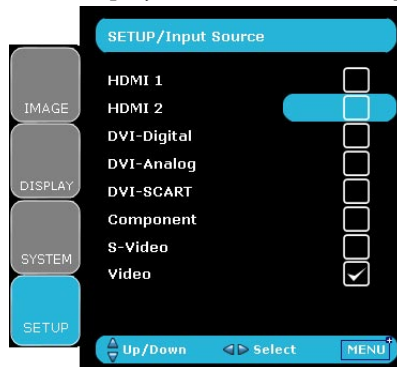 SETUP/Input Source
HDMI 1
HDMI 2
DVI-Digital
DVI-Analog
DVI-SCART
Component
S-Video
Video
IMAGE
DISPLAY
SYSTEM
SETUP
Up/Down Select MENU